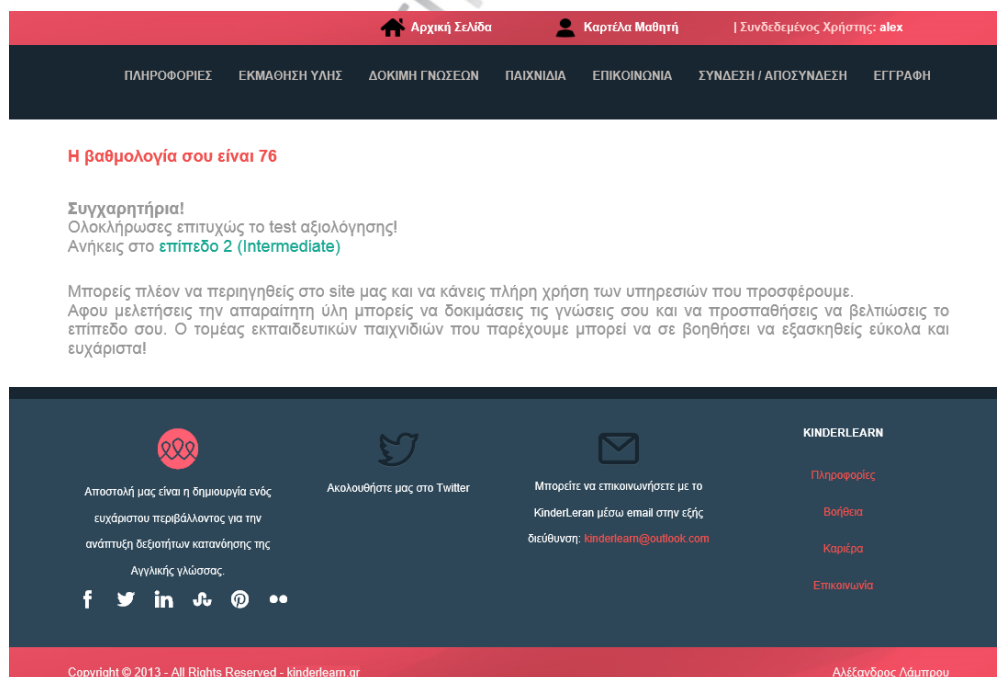 Αρχική Σελίδα Καρτέλα Μαθητή | Συνδεδεμένος Χρήστης: alex
ΠΛΗΡΟΦΟΡΙΕΣ ΕΚΜΑΘΗΣΗ ΥΛΗΣ ΔΟΚΙΜΗ ΓΝΩΣΕΩΝ ΠΑΙΧΝΙΔΙΑ ΕΠΙΚΟΙΝΩΝΙΑ ΣΥΝΔΕΣΗ / ΑΠΟΣΥΝΔΕΣΗ ΕΓΓΡΑΦΗ
Η βαθμολογία σου είναι 76
Συγχαρητήρια!
Ολοκλήρωσες επιτυχώς το test αξιολόγησης!
Ανήκεις στο επίπεδο 2 (Intermediate)
Μπορείς πλέον να περιηγηθείς στο site μας και να κάνεις πλήρη χρήση των υπηρεσιών που προσφέρουμε.
Αφου μελετήσεις την απαραίτητη ύλη μπορείς να δοκιμάσεις τις γνώσεις σου και να προσπαθήσεις να βελτιώσεις το
επίπεδο σου. Ο τομέας εκπαιδευτικών παιχνιδιών που παρέχουμε μπορεί να σε βοηθήσει να εξασκηθείς εύκολα και
ευχάριστα!
Αποστολή μας είναι η δημιουργία ενός
ευχάριστου περιβάλλοντος για την
ανάπτυξη δεξιοτήτων κατανόησης της
Αγγλικής γλώσσας.
Ακολουθήστε μας στο Twitter
Μπορείτε να επικοινωνήσετε με το
KinderLeran μέσω email στην εξής
διεύθυνση: kinderlearn@outlook.com
KINDERLEARN
Πληροφορίες
Βοήθεια
Καριέρα
Επικοινωνία
Copyright © 2013 - All Rights Reserved - kinderlearn.gr Αλέξανδρος Λάμπρου